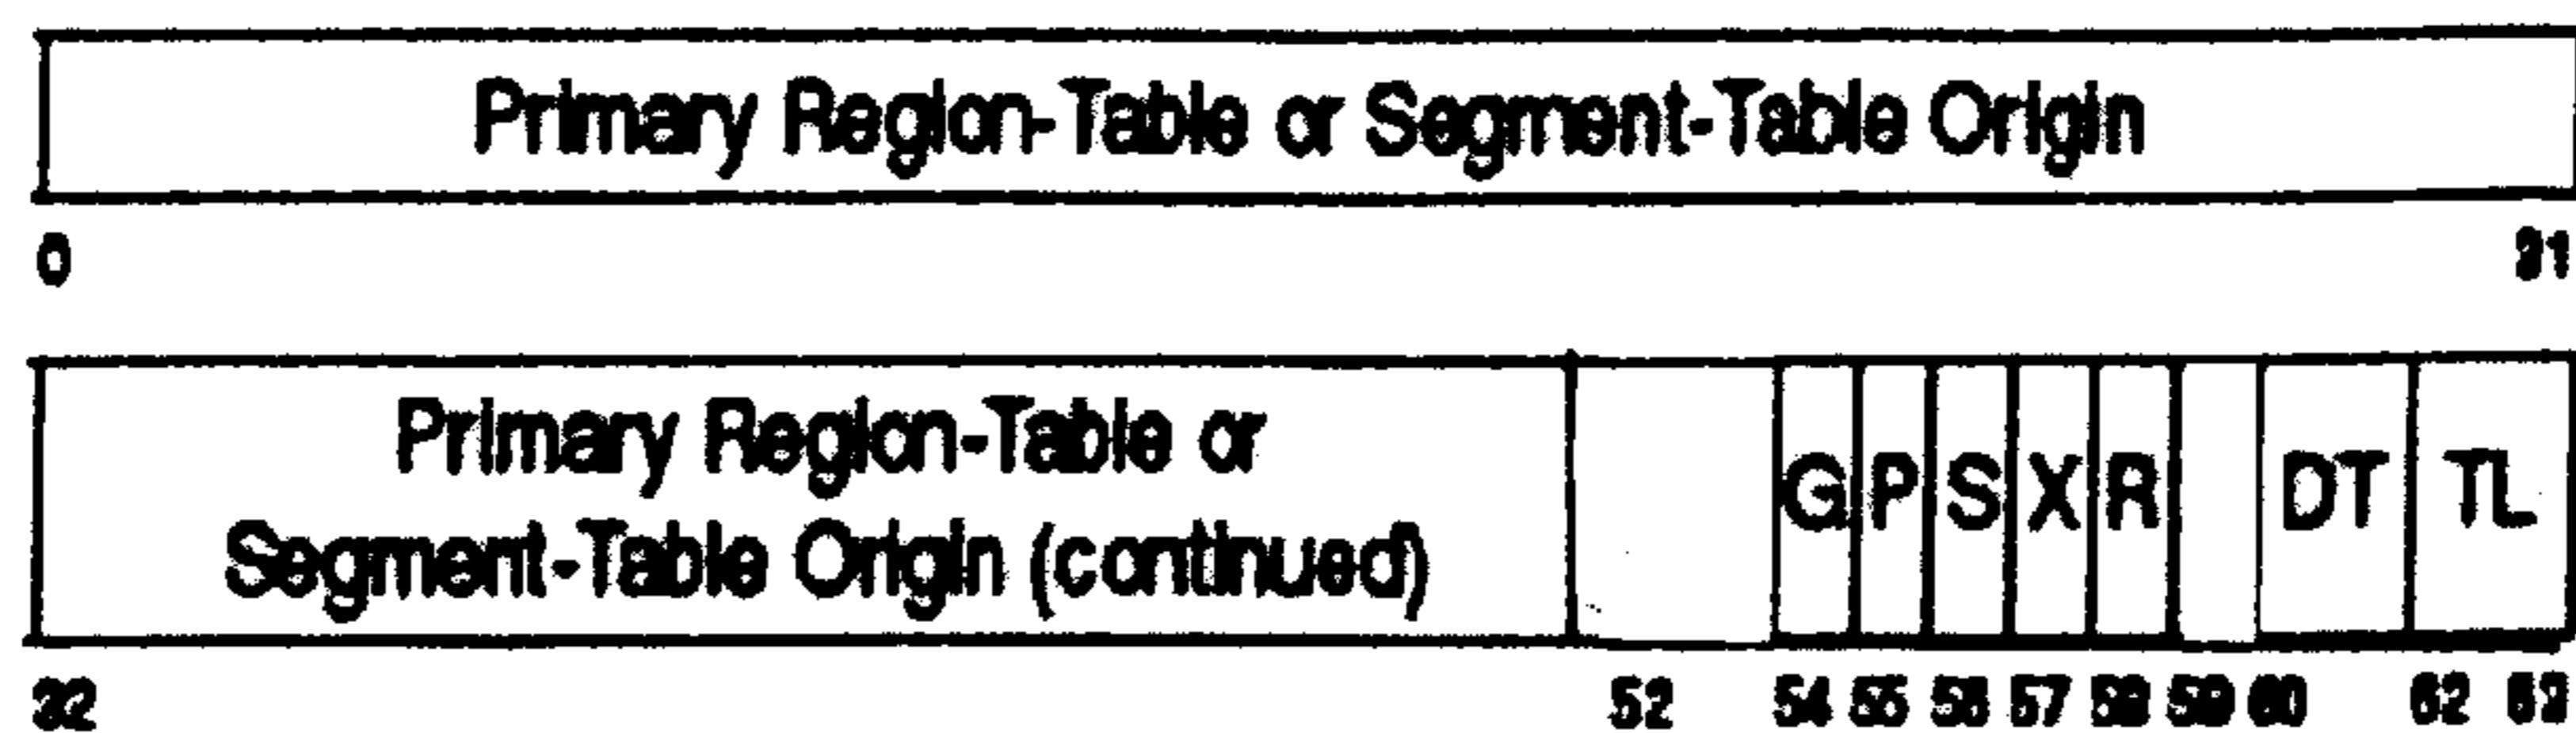 Primary Region-Table or Segment-Table Origin
0 31
Primary Region-Table or
Segment-Table Origin (continued)
G P S X R DT TL
32 52 54 55 56 57 58 59 60 62 63